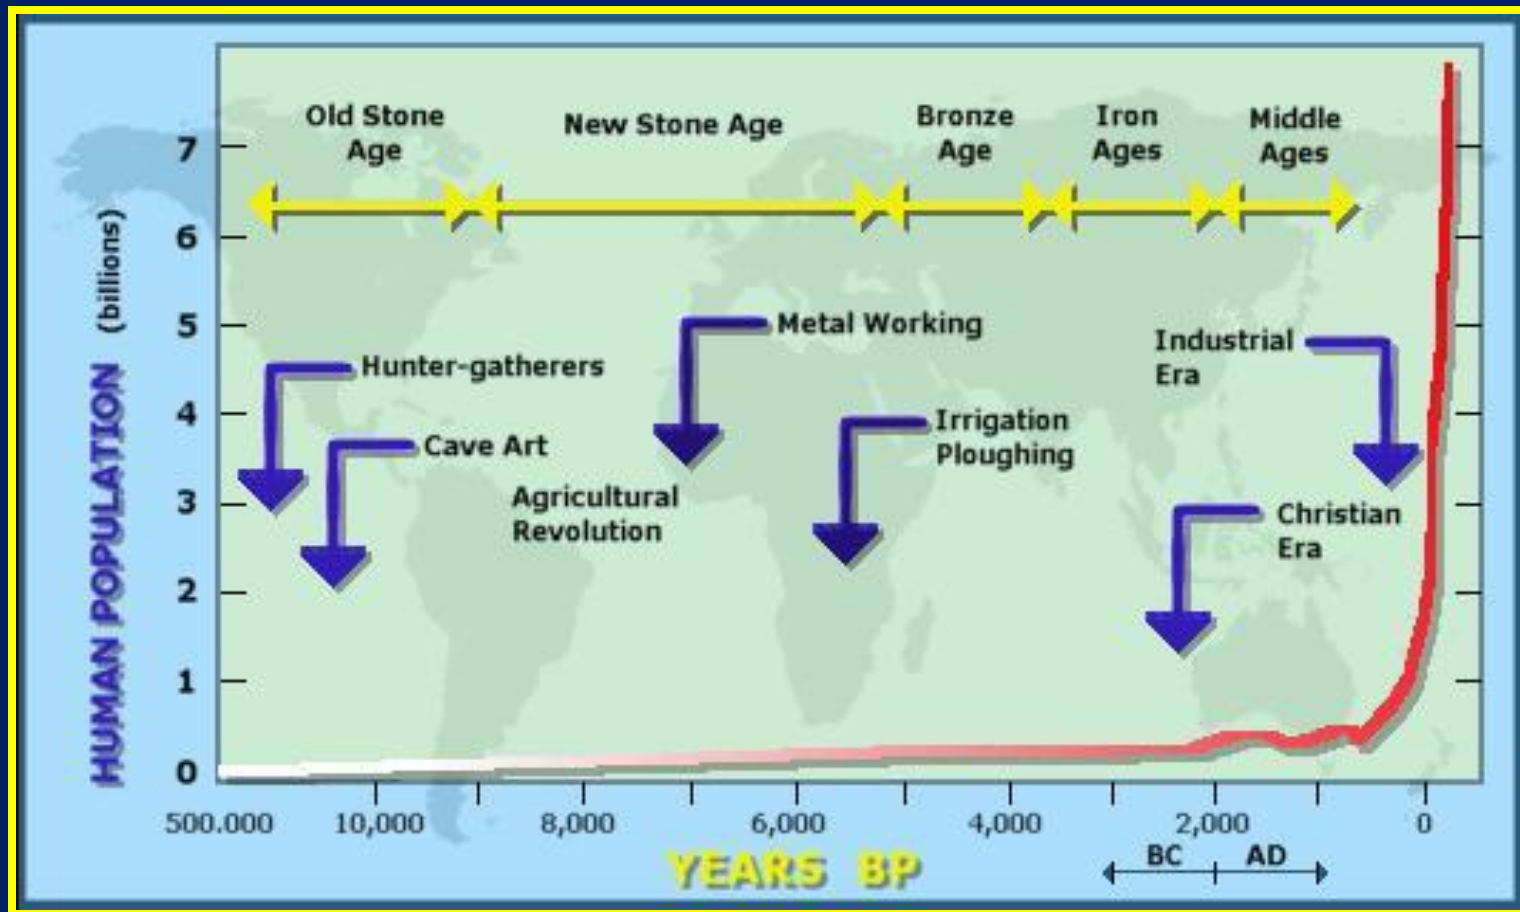 Old Stone
Age
New Stone Age
Bronze
Age
Iron
Ages
Middle
Ages
7
6
5
4
3
2
1
0
HUMAN POPULATION (billions)
Metal Working
Industrial
Era
Hunter-gatherers
Cave Art
Irrigation
Ploughing
Agricultural
Revolution
Christian
Era
500.000 10,000 8,000 6,000 4,000 2,000 0
BC AD
YEARS BP